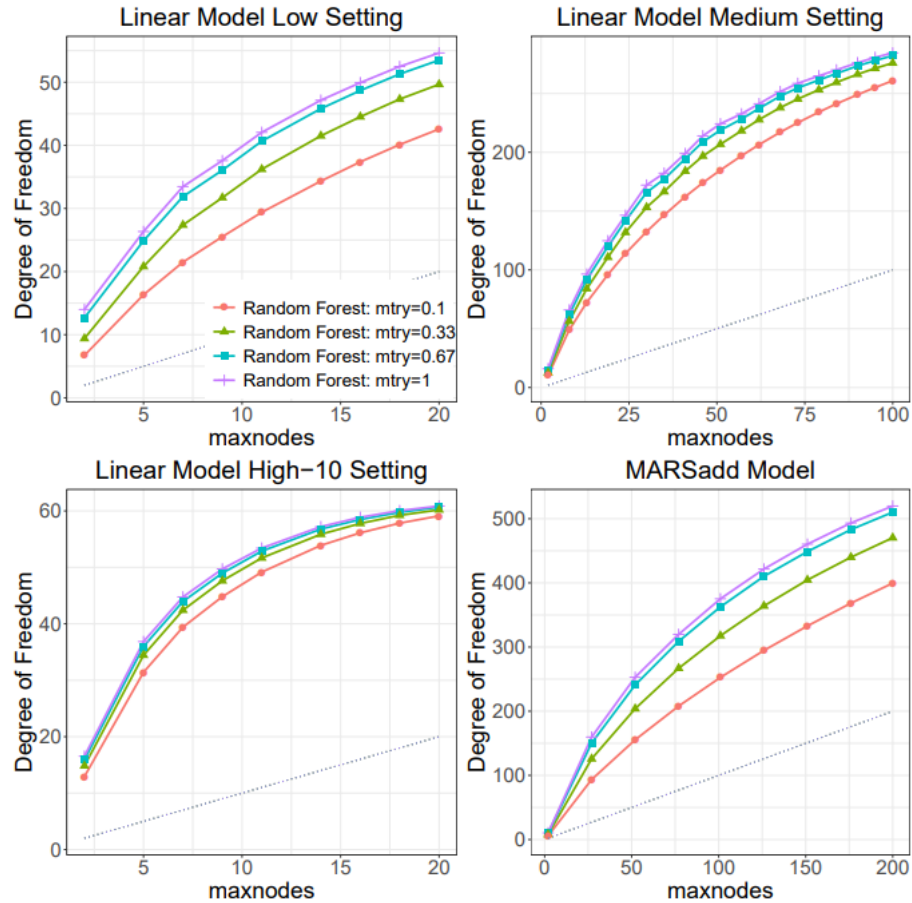 Linear Model Low Setting
Degree of Freedom
50
40
30
20
10
0
5
10
15
20
maxnodes
Random Forest: mtry=0.1
Random Forest: mtry=0.33
Random Forest: mtry=0.67
Random Forest: mtry=1
Linear Model Medium Setting
Degree of Freedom
200
100
0
0
25
50
75
100
maxnodes
Linear Model High−10 Setting
Degree of Freedom
60
40
20
0
5
10
15
20
maxnodes
MARSadd Model
Degree of Freedom
500
400
300
200
100
0
0
50
100
150
200
maxnodes